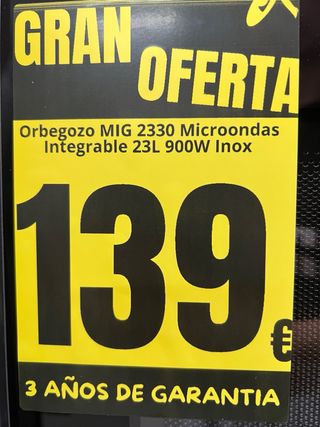 GRAN
OFERTA
Orbegozo MIG 2330 Microondas
Integrable 23L 900W Inox
139€
3 AÑOS DE GARANTIA